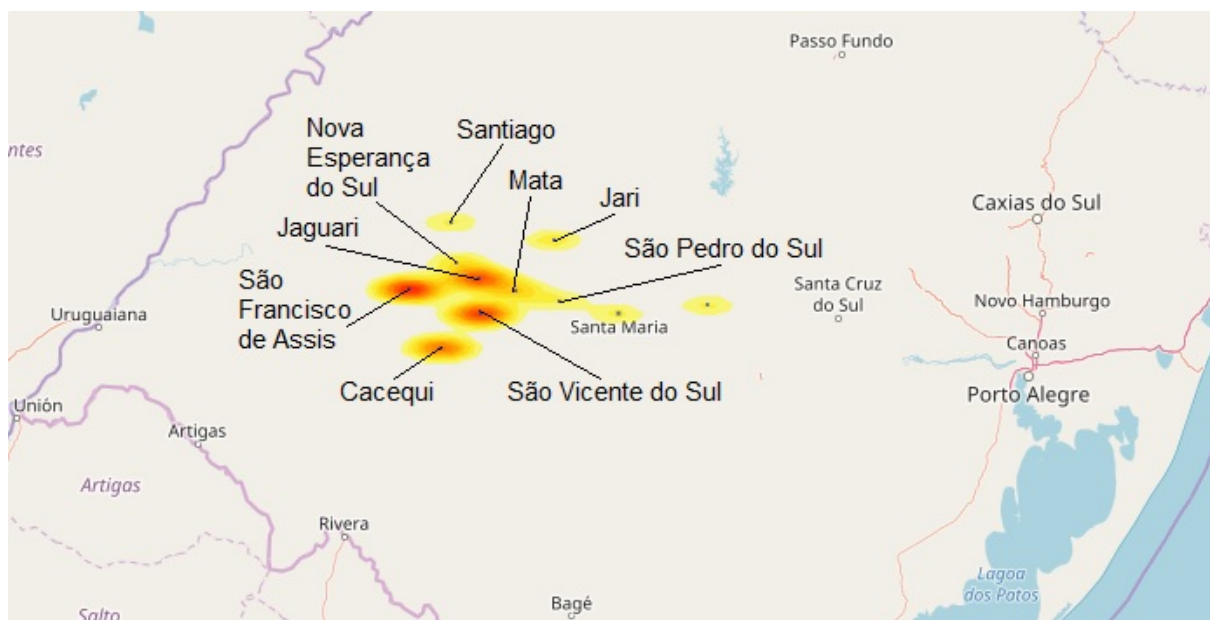 Passo Fundo
Nova
Esperança
do Sul
Santiago
Mata
Jari
Caxias do Sul
Jaguari
São Pedro do Sul
São
Francisco
de Assis
Santa Cruz
do Sul
Novo Hamburgo
Uruguaiana
Santa Maria
Canoas
Cacequi
São Vicente do Sul
Porto Alegre
Unión
Artigas
Artigas
Rivera
Lagoa
dos Patos
Bagé
Salto
ntes